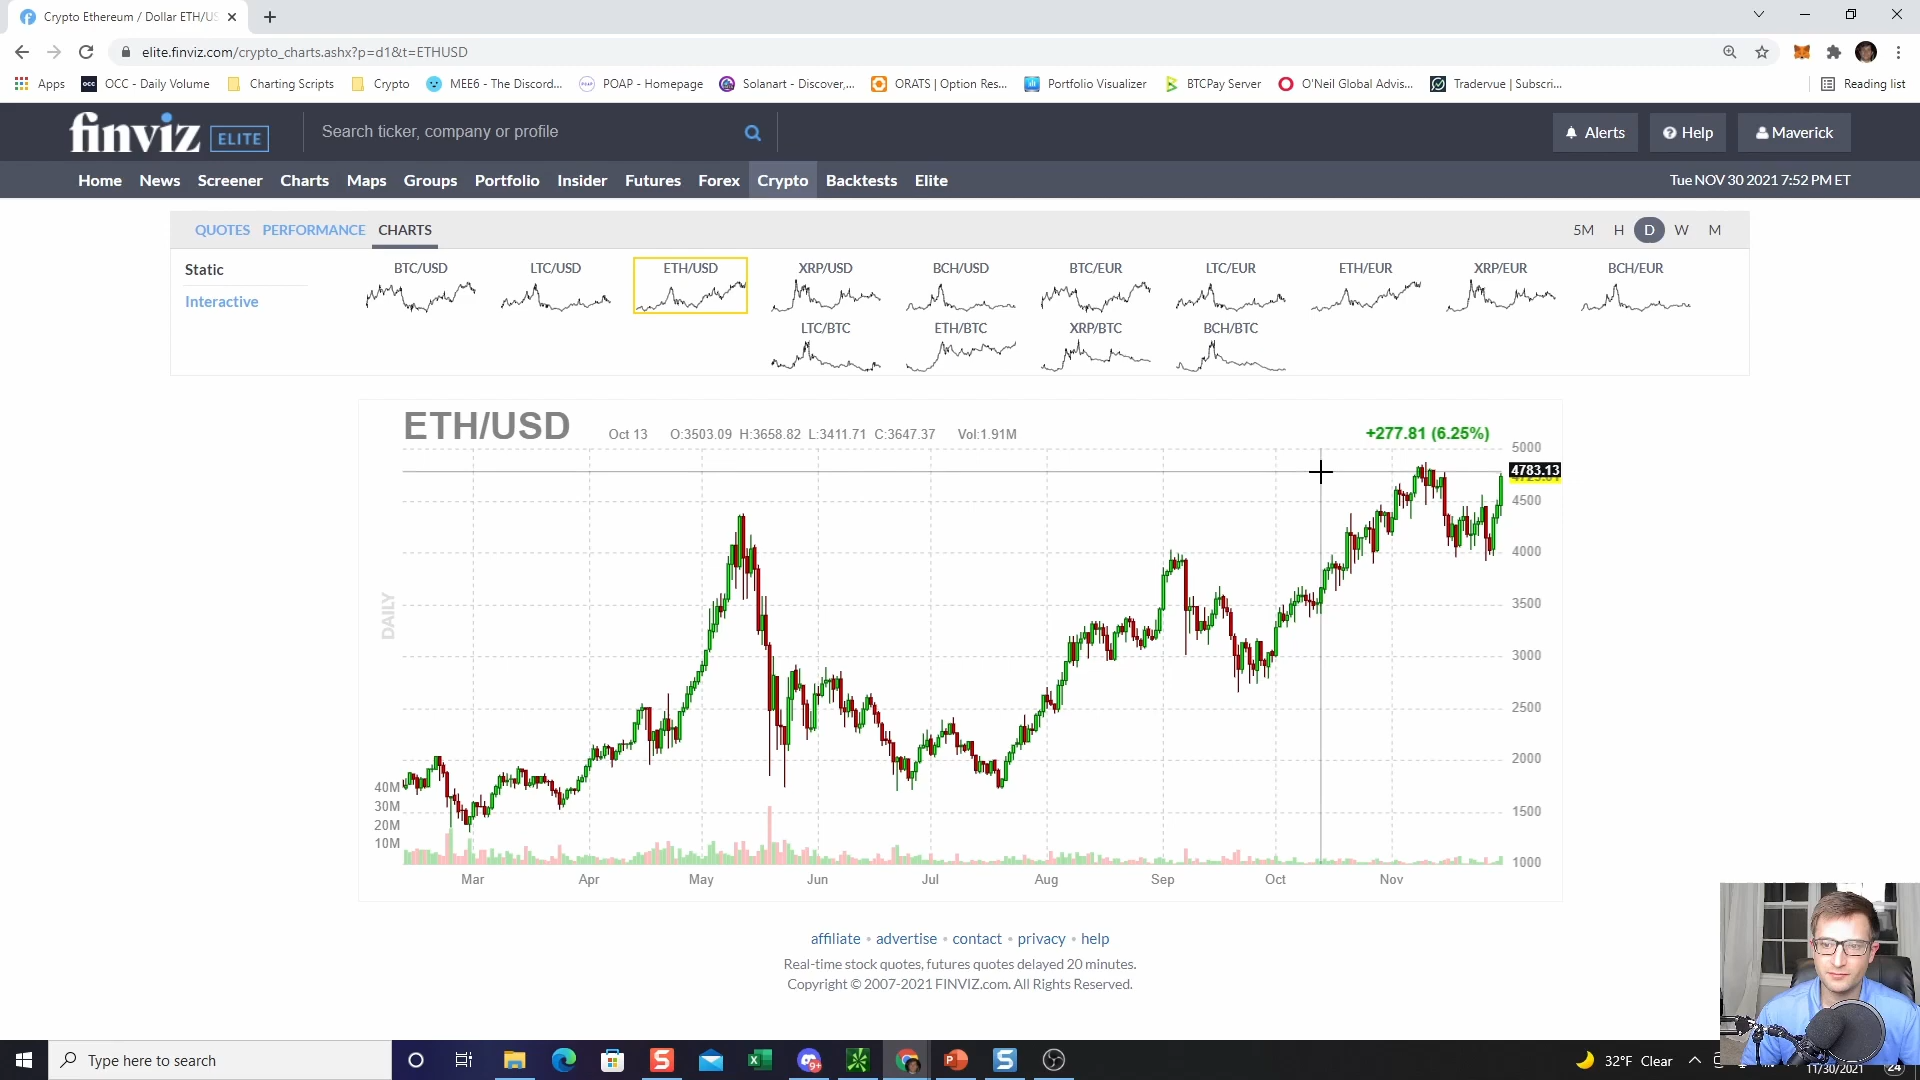 Crypto Ethereum / Dollar ETH/US
elite.finviz.com/crypto_charts.ashx?p=d1&t=ETHUSD
Apps OCC OCC - Daily Volume Charting Scripts Crypto MEE6 - The Discord... POAP - Homepage Solanart - Discover,... ORATS | Option Res... Portfolio Visualizer BTCPay Server O'Neil Global Advis... Tradervue | Subscri... Reading list
finviz ELITE Search ticker, company or profile Alerts Help Maverick
Home News Screener Charts Maps Groups Portfolio Insider Futures Forex Crypto Backtests Elite Tue NOV 30 2021 7:52 PM ET
QUOTES PERFORMANCE CHARTS 5M H D W M
Static BTC/USD LTC/USD ETH/USD XRP/USD BCH/USD BTC/EUR LTC/EUR ETH/EUR XRP/EUR BCH/EUR
Interactive
LTC/BTC ETH/BTC XRP/BTC BCH/BTC
ETH/USD Oct 13 O:3503.09 H:3658.82 L:3411.71 C:3647.37 Vol:1.91M +277.81 (6.25%)
5000
4783.13
4500
4000
3500
DAILY
3000
2500
2000
40M
30M
1500
20M
10M
1000
Mar Apr May Jun Jul Aug Sep Oct Nov
affiliate • advertise • contact • privacy • help
Real-time stock quotes, futures quotes delayed 20 minutes.
Copyright © 2007-2021 FINVIZ.com. All Rights Reserved.
Type here to search 9+ 32°F Clear
11/30/2021 24